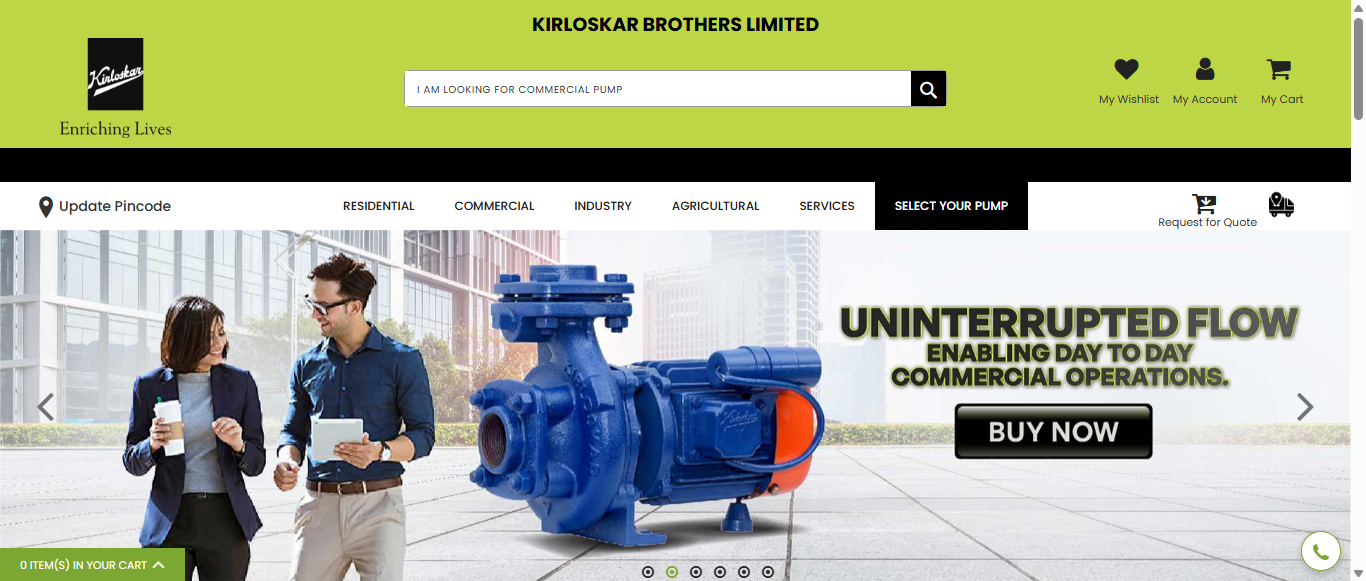 KIRLOSKAR BROTHERS LIMITED
Kirloskar
Enriching Lives
I AM LOOKING FOR COMMERCIAL PUMP
My Wishlist
My Account
My Cart
Update Pincode
RESIDENTIAL
COMMERCIAL
INDUSTRY
AGRICULTURAL
SERVICES
SELECT YOUR PUMP
Request for Quote
UNINTERRUPTED FLOW
ENABLING DAY TO DAY
COMMERCIAL OPERATIONS.
BUY NOW
Kirloskar
0 ITEM(S) IN YOUR CART